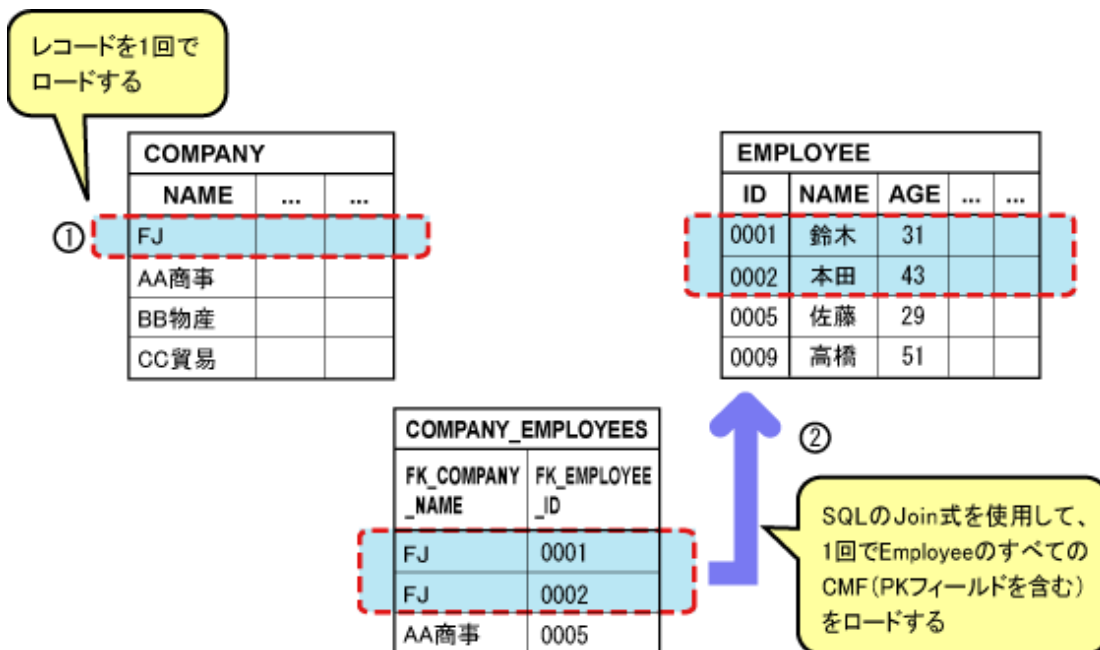 レコードを1回で
ロードする
COMPANY
NAME ... ...
①
FJ
AA商事
BB物産
CC貿易
EMPLOYEE
ID NAME AGE ... ...
0001 鈴木 31
0002 本田 43
0005 佐藤 29
0009 高橋 51
COMPANY_EMPLOYEES
FK_COMPANY
_NAME
FK_EMPLOYEE
_ID
FJ 0001
FJ 0002
AA商事 0005
②
SQLのJoin式を使用して、
1回でEmployeeのすべての
CMF(PKフィールドを含む)
をロードする